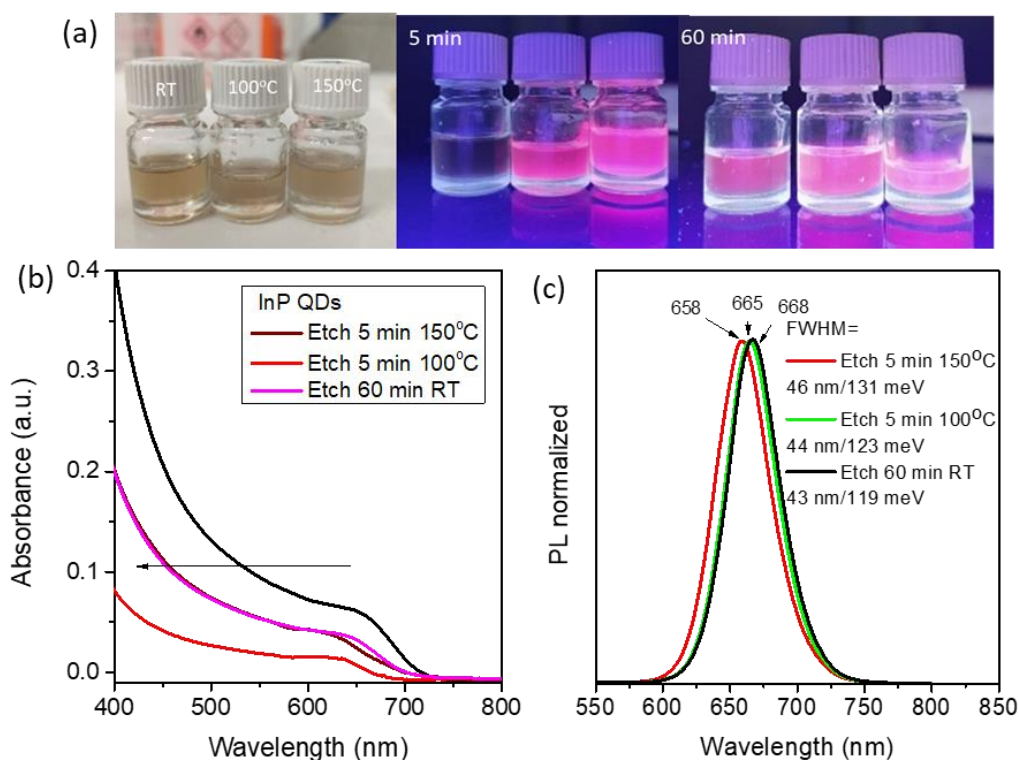 (a)
RT
100°C
150°C
5 min
60 min
(b)
0.4
0.3
0.2
0.1
0.0
Absorbance (a.u.)
InP QDs
Etch 5 min 150°C
Etch 5 min 100°C
Etch 60 min RT
400
500
600
700
800
Wavelength (nm)
(c)
658
665
668
FWHM=
Etch 5 min 150°C
46 nm/131 meV
Etch 5 min 100°C
44 nm/123 meV
Etch 60 min RT
43 nm/119 meV
PL normalized
550
600
650
700
750
800
850
Wavelength (nm)